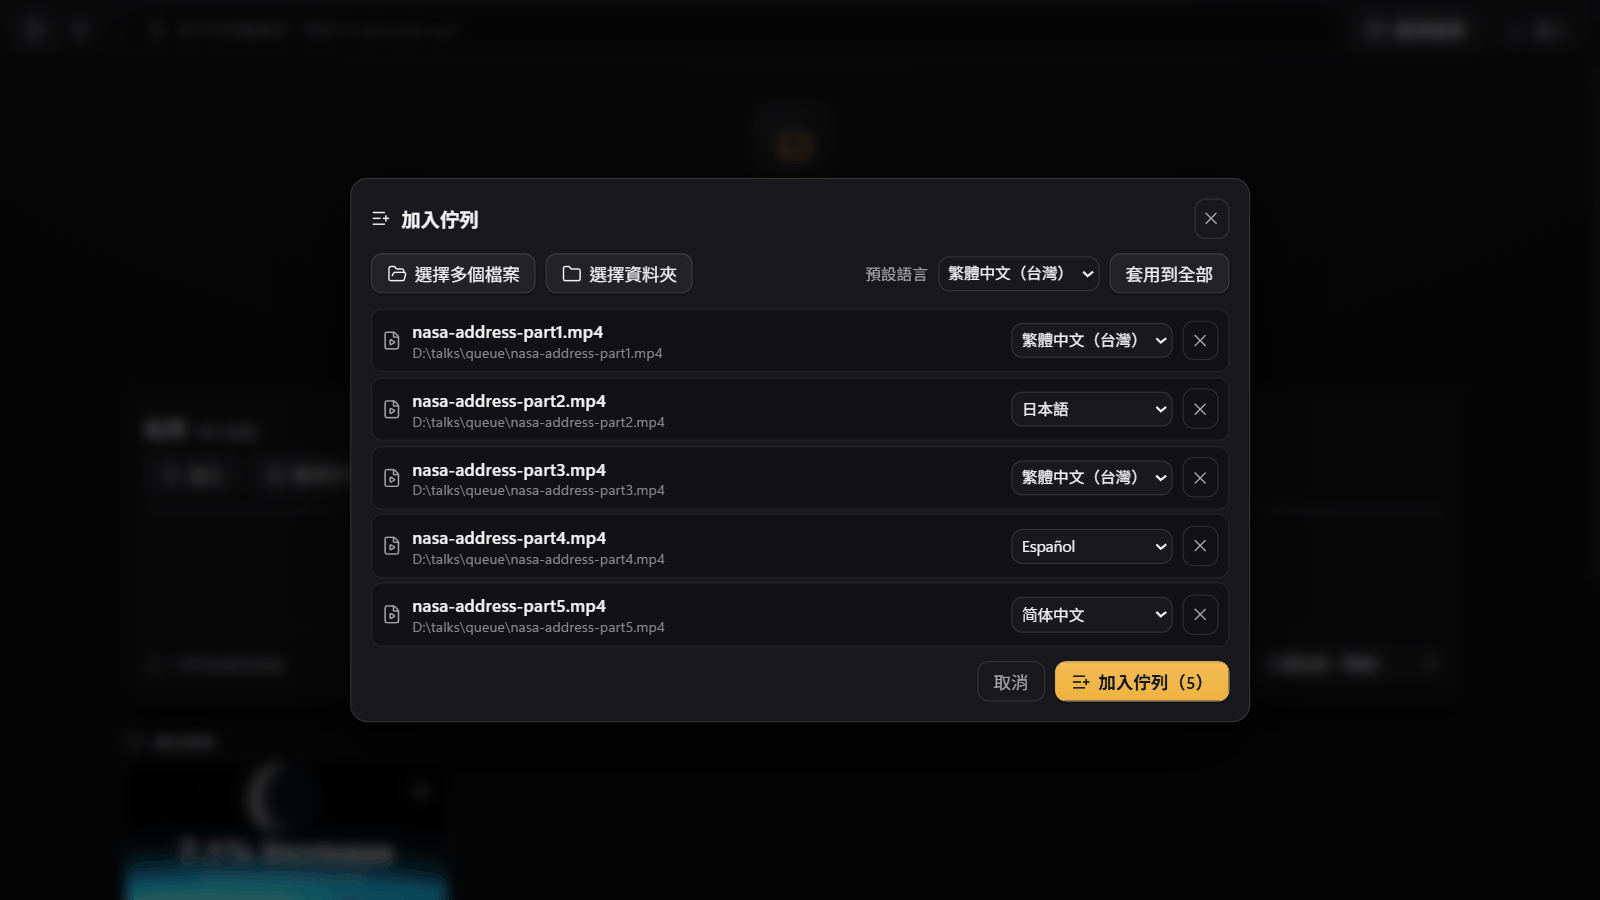 加入佇列
選擇多個檔案
選擇資料夾
預設語言
繁體中文（台灣）
套用到全部
nasa-address-part1.mp4
繁體中文（台灣）
D:\talks\queue\nasa-address-part1.mp4
nasa-address-part2.mp4
日本語
D:\talks\queue\nasa-address-part2.mp4
nasa-address-part3.mp4
繁體中文（台灣）
D:\talks\queue\nasa-address-part3.mp4
nasa-address-part4.mp4
Español
D:\talks\queue\nasa-address-part4.mp4
nasa-address-part5.mp4
简体中文
D:\talks\queue\nasa-address-part5.mp4
取消
加入佇列（5）